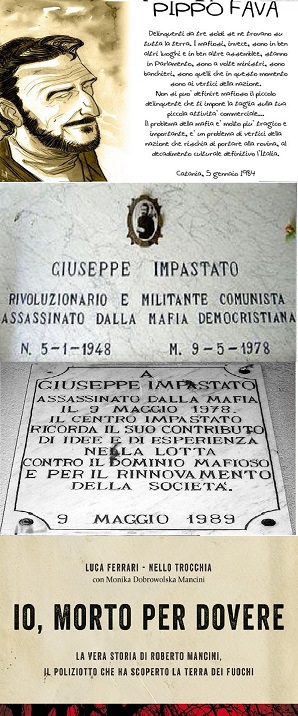 PIPPO FAVA
Delinquenti da tre soldi se ne trovano su
tutta la terra. I mafiosi, invece, sono in ben
altri luoghi e in ben altre assemblee, stanno
in Parlamento, sono a volte ministri, sono
banchieri, sono quelli che in questo momento
sono ai vertici della nazione.
Non si puo' definire mafioso il piccolo
delinquente che ti impone la taglia sulla tua
piccola attivita' commerciale...
Il problema della mafia e' molto piu' tragico e
importante, e' un problema di vertici della
nazione che rischia di portare alla rovina, al
decadimento culturale definitivo l'Italia.
Catania, 5 gennaio 1984
GIUSEPPE IMPASTATO
RIVOLUZIONARIO E MILITANTE COMUNISTA
ASSASSINATO DALLA MAFIA DEMOCRISTIANA
N. 5-1-1948 M. 9-5-1978
A
GIUSEPPE IMPASTATO
ASSASSINATO DALLA MAFIA
IL 9 MAGGIO 1978.
IL CENTRO IMPASTATO
RICORDA IL SUO CONTRIBUTO
DI IDEE E DI ESPERIENZA
NELLA LOTTA
CONTRO IL DOMINIO MAFIOSO
E PER IL RINNOVAMENTO
DELLA SOCIETÀ.
9 MAGGIO 1989
LUCA FERRARI - NELLO TROCCHIA
con Monika Dobrowolska Mancini
IO, MORTO PER DOVERE
LA VERA STORIA DI ROBERTO MANCINI,
IL POLIZIOTTO CHE HA SCOPERTO LA TERRA DEI FUOCHI